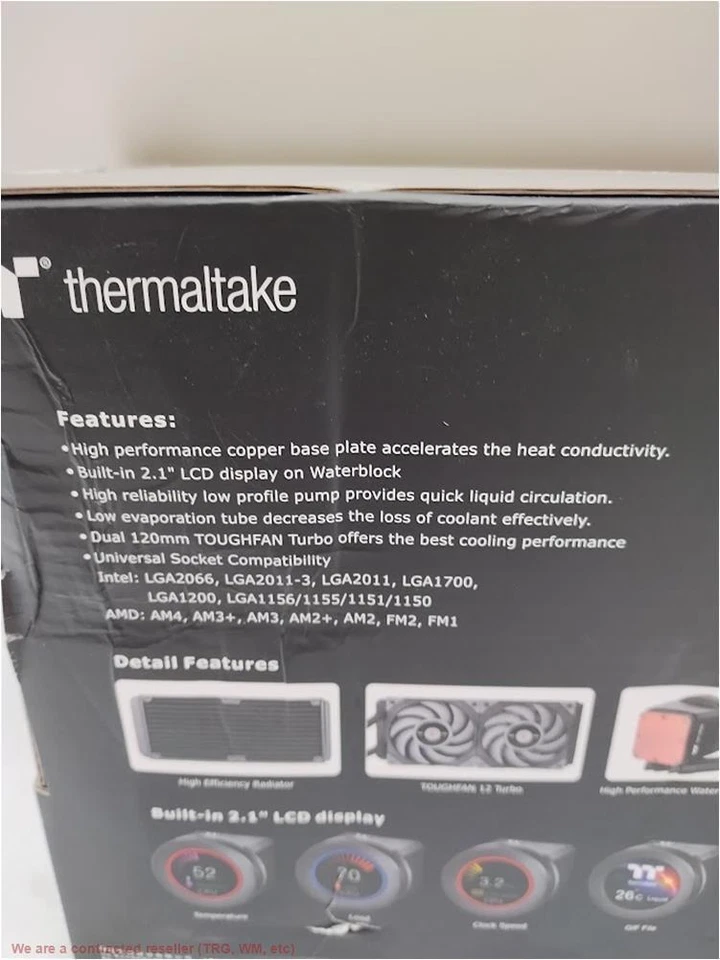 ® thermaltake
Features:
•High performance copper base plate accelerates the heat conductivity.
•Built-in 2.1" LCD display on Waterblock
•High reliability low profile pump provides quick liquid circulation.
•Low evaporation tube decreases the loss of coolant effectively.
•Dual 120mm TOUGHFAN Turbo offers the best cooling performance
•Universal Socket Compatibility
Intel: LGA2066, LGA2011-3, LGA2011, LGA1700,
LGA1200, LGA1156/1155/1151/1150
AMD: AM4, AM3+, AM3, AM2+, AM2, FM2, FM1
Detail Features
High Efficiency Radiator TOUGHFAN 12 Turbo High Performance Water
Built-in 2.1" LCD display
52 70 3.2 26°C Liquid
Temperature Load Clock Speed GIF File
We are a contracted reseller (TRG, WM, etc)